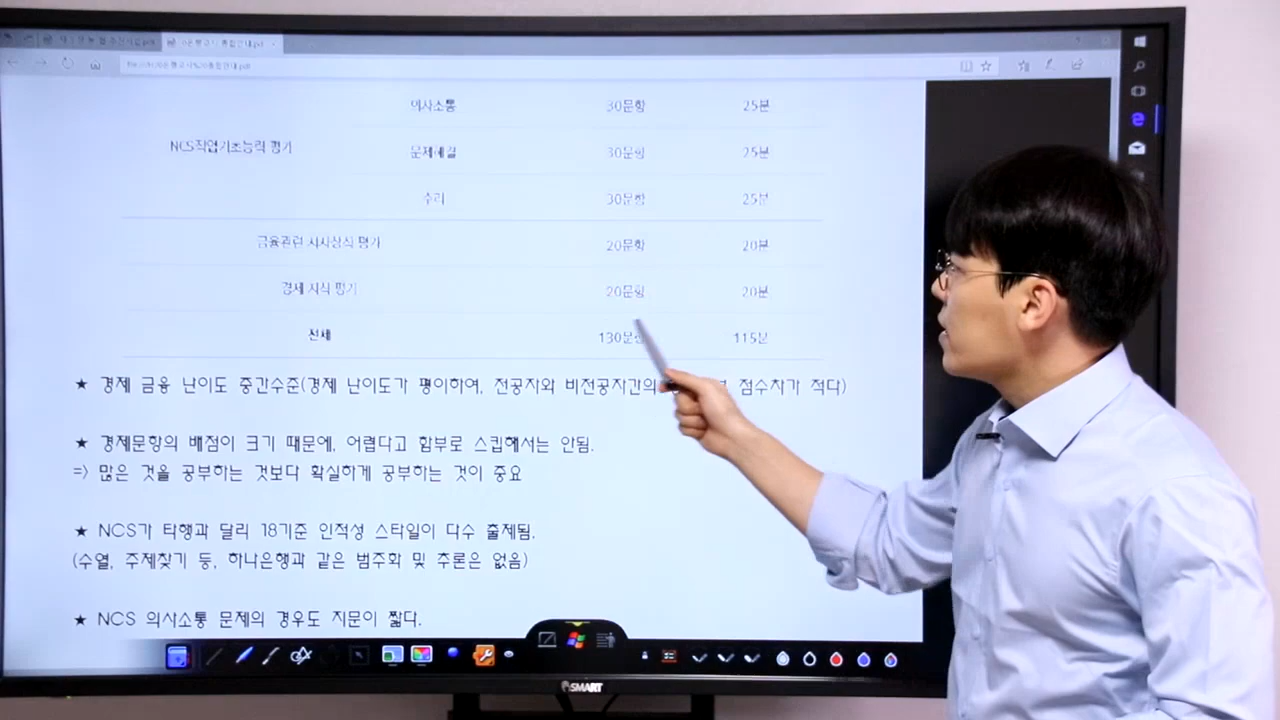 의사소통 30문항 25분
NCS직업기초능력 평가 문제해결 30문항 25분
수리 30문항 25분
금융관련 시사상식 평가 20문항 20분
경제 지식 평가 20문항 20분
전체 130문항 115분
★ 경제 금융 난이도 중간수준(경제 난이도가 평이하여, 전공자와 비전공자간의 점수차가 적다)
★ 경제문항의 배점이 크기 때문에, 어렵다고 함부로 스킵해서는 안됨.
=> 많은 것을 공부하는 것보다 확실하게 공부하는 것이 중요
★ NCS가 타행과 달리 18기준 인적성 스타일이 다수 출제됨.
(수열, 주제찾기 등, 하나은행과 같은 범주화 및 추론은 없음)
★ NCS 의사소통 문제의 경우도 지문이 짧다.
SMART